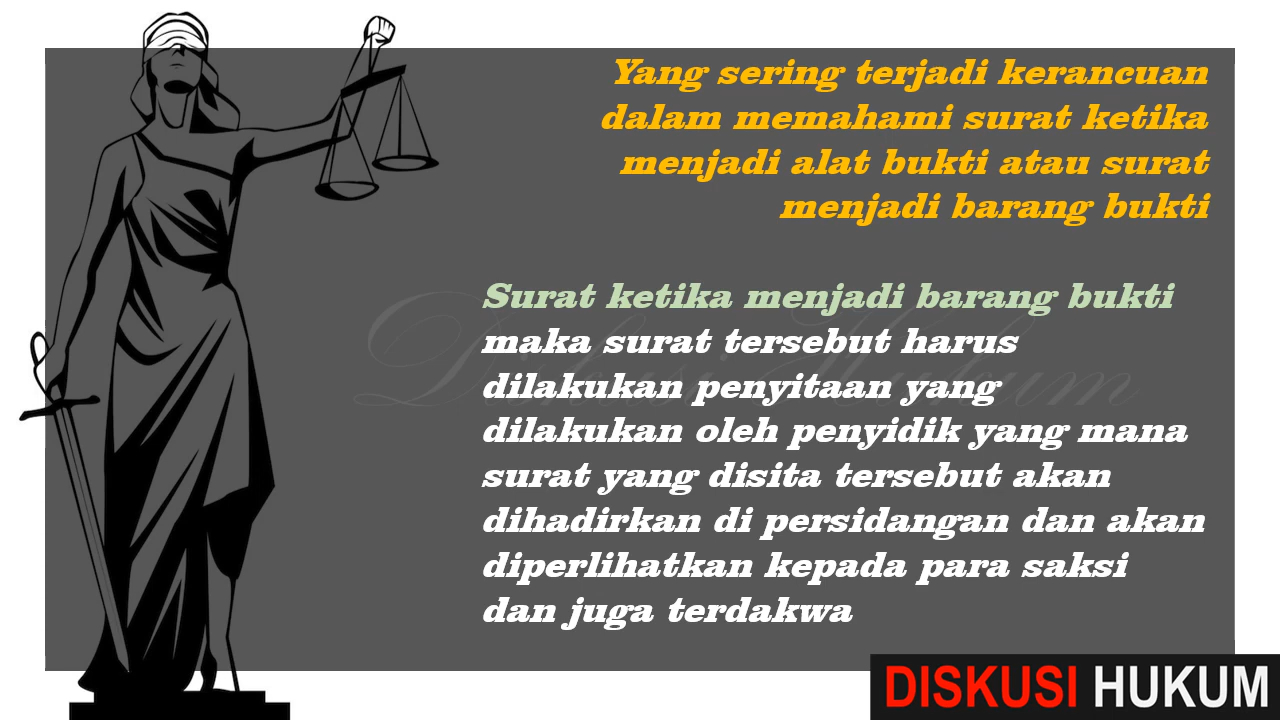 Yang sering terjadi kerancuan
dalam memahami surat ketika
menjadi alat bukti atau surat
menjadi barang bukti
Surat ketika menjadi barang bukti
maka surat tersebut harus
dilakukan penyitaan yang
dilakukan oleh penyidik yang mana
surat yang disita tersebut akan
dihadirkan di persidangan dan akan
diperlihatkan kepada para saksi
dan juga terdakwa
Diskusi Hukum
DISKUSI HUKUM